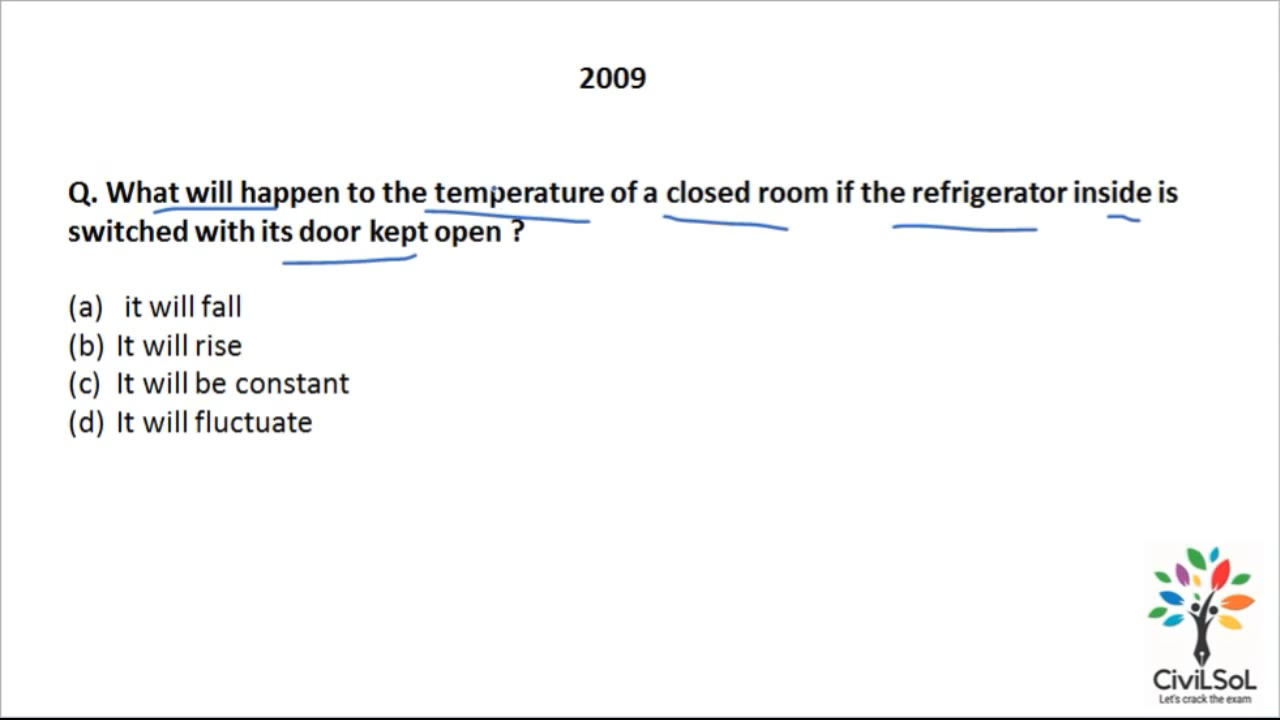 2009
Q. What will happen to the temperature of a closed room if the refrigerator inside is
switched with its door kept open ?
(a) it will fall
(b) It will rise
(c) It will be constant
(d) It will fluctuate
CiviLSoL
Let's crack the exam